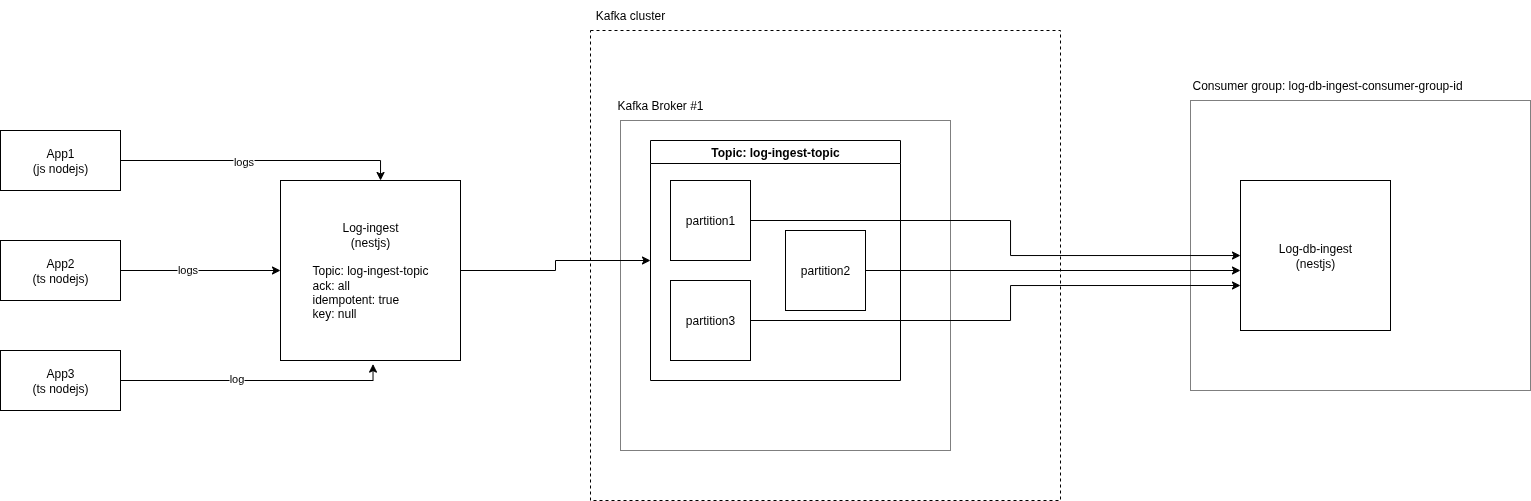 Kafka cluster
Consumer group: log-db-ingest-consumer-group-id
Kafka Broker #1
App1
(js nodejs)
logs
App2
(ts nodejs)
logs
App3
(ts nodejs)
log
Log-ingest
(nestjs)
Topic: log-ingest-topic
ack: all
idempotent: true
key: null
Topic: log-ingest-topic
partition1
partition2
partition3
Log-db-ingest
(nestjs)